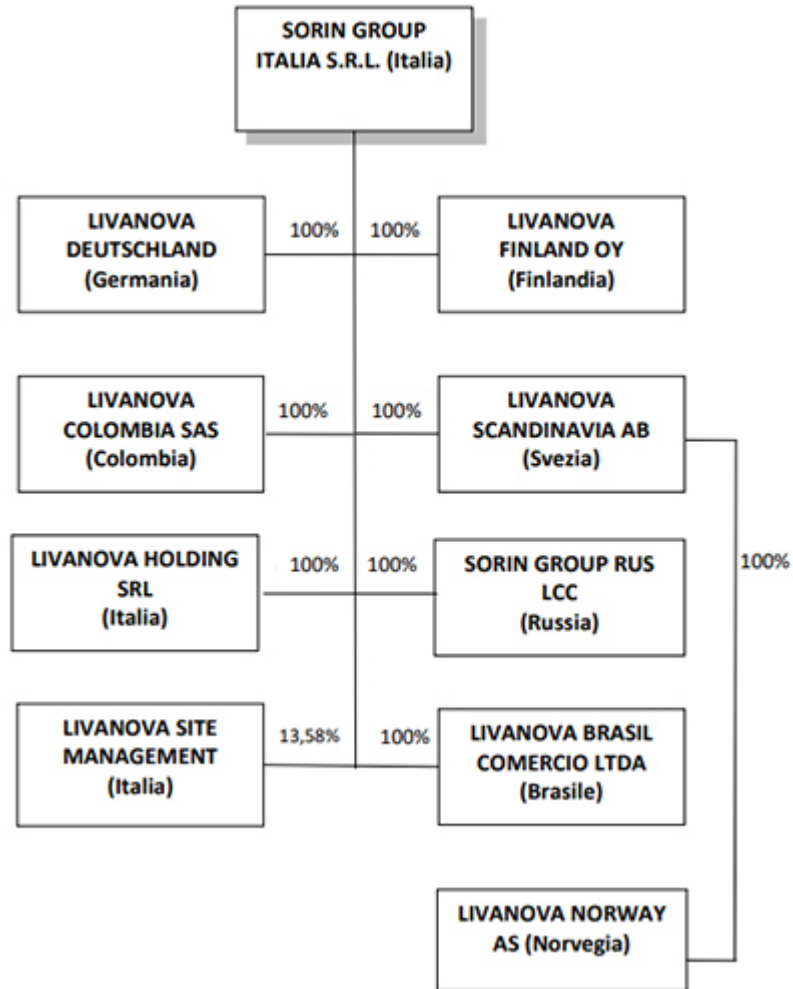 SORIN GROUP
ITALIA S.R.L. (Italia)
LIVANOVA
DEUTSCHLAND
(Germania)
100%
100%
LIVANOVA
FINLAND OY
(Finlandia)
LIVANOVA
COLOMBIA SAS
(Colombia)
100%
100%
LIVANOVA
SCANDINAVIA AB
(Svezia)
LIVANOVA HOLDING
SRL
(Italia)
100%
100%
SORIN GROUP RUS
LCC
(Russia)
100%
LIVANOVA SITE
MANAGEMENT
(Italia)
13,58%
100%
LIVANOVA BRASIL
COMERCIO LTDA
(Brasile)
LIVANOVA NORWAY
AS (Norvegia)